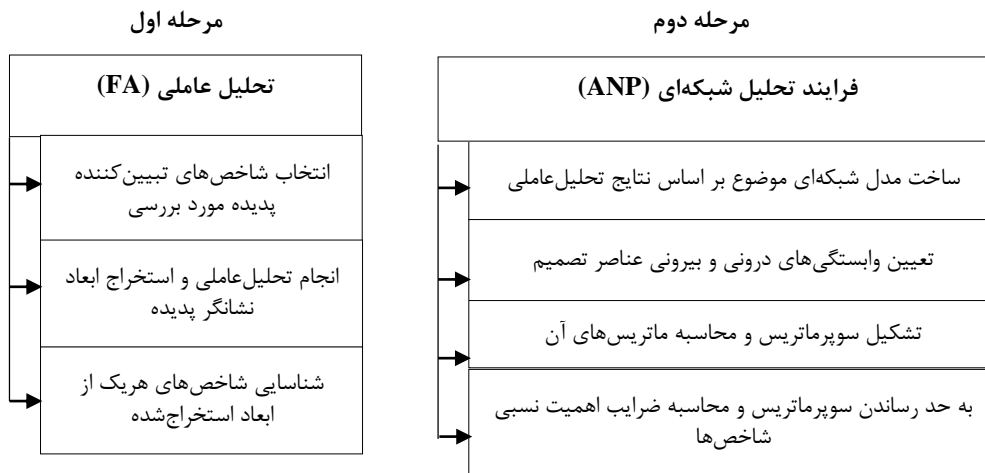 مرحله اول
تحلیل عاملی (FA)
انتخاب شاخص‌های تبیین‌کننده
پدیده مورد بررسی
انجام تحلیل‌عاملی و استخراج ابعاد
نشانگر پدیده
شناسایی شاخص‌های هریک از
ابعاد استخراج‌شده
مرحله دوم
فرایند تحلیل شبکه‌ای (ANP)
ساخت مدل شبکه‌ای موضوع بر اساس نتایج تحلیل‌عاملی
تعیین وابستگی‌های درونی و بیرونی عناصر تصمیم
تشکیل سوپرماتریس و محاسبه ماتریس‌های آن
به حد رساندن سوپرماتریس و محاسبه ضرایب اهمیت نسبی
شاخص‌ها